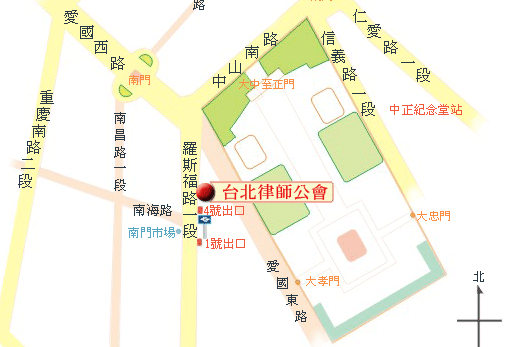 路
愛國西路
南門
中山南路
信義路一段
仁愛路一段
大中至正門
中正紀念堂站
重慶南路二段
南昌路一段
羅斯福路一段
台北律師公會
南海路
4號出口
大忠門
南門市場
1號出口
愛國東路
大孝門
北